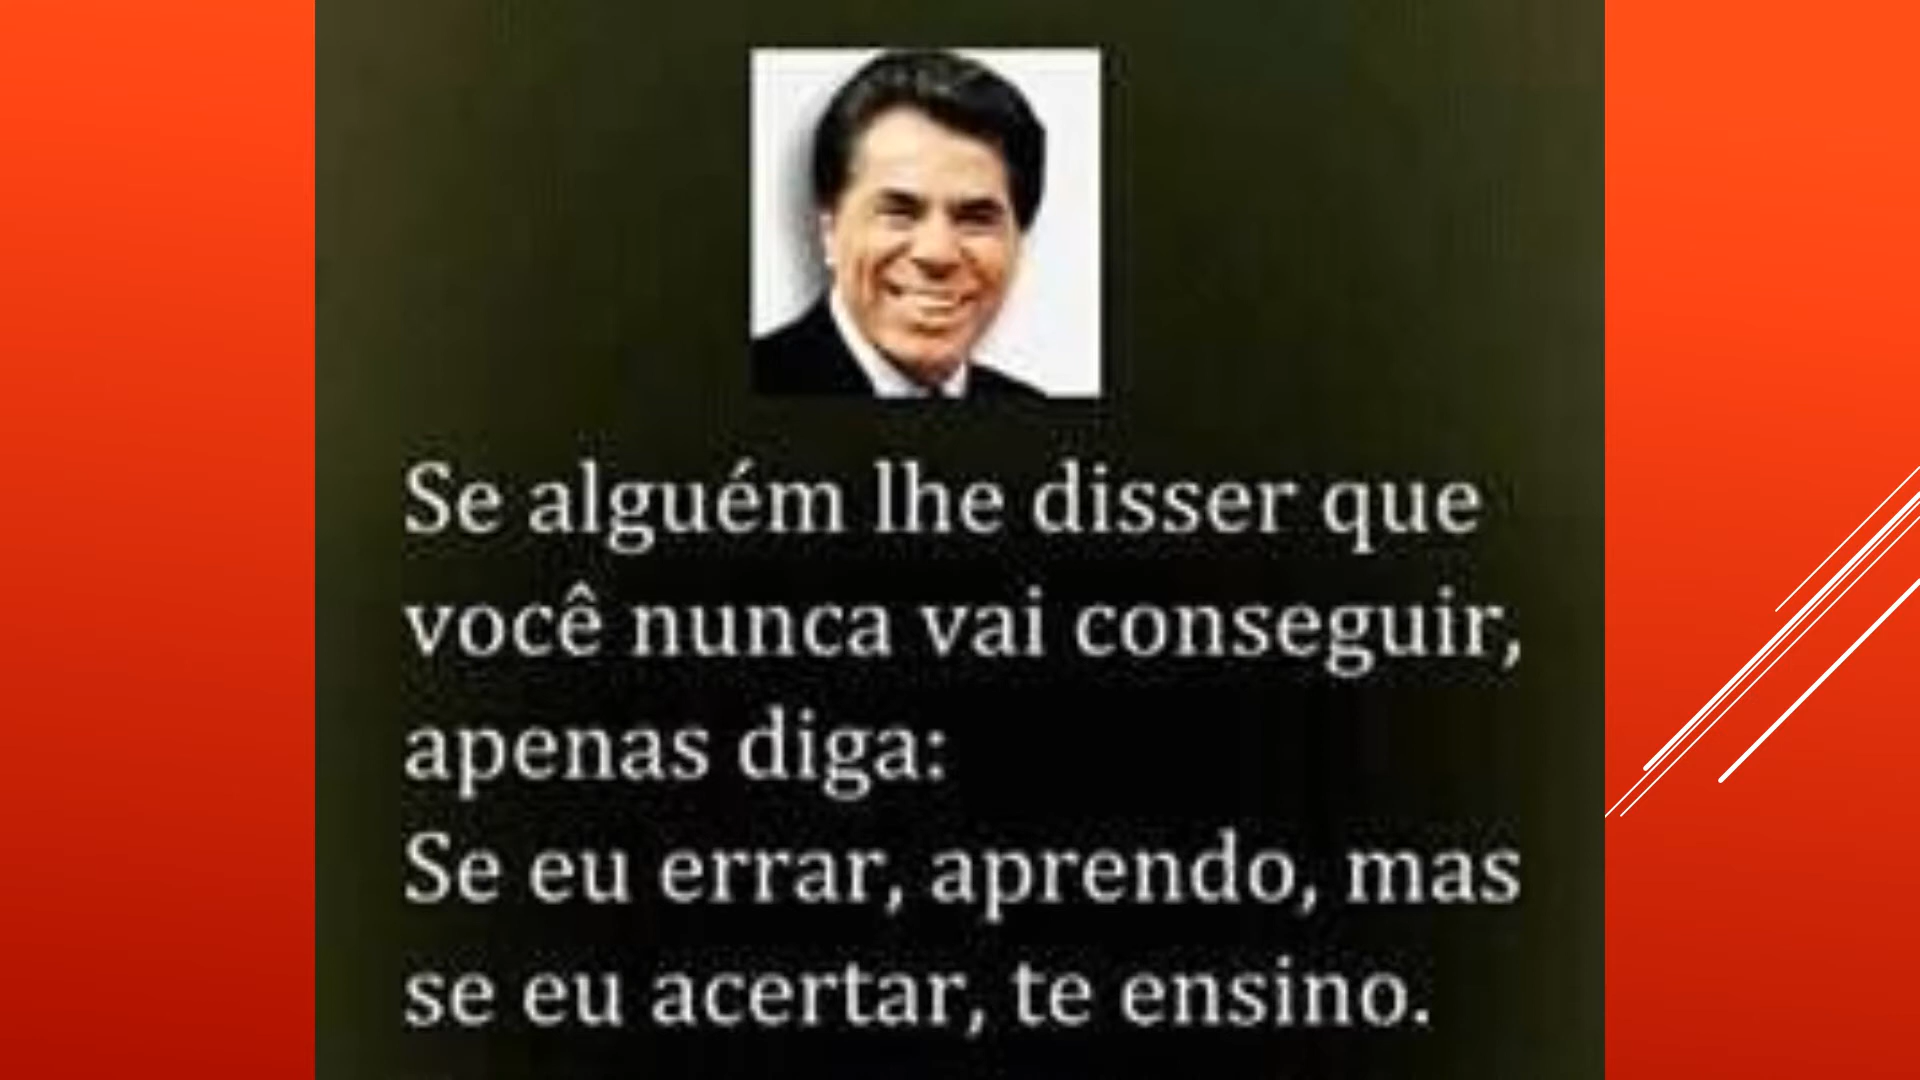 Se alguém lhe disser que
você nunca vai conseguir,
apenas diga:
Se eu errar, aprendo, mas
se eu acertar, te ensino.